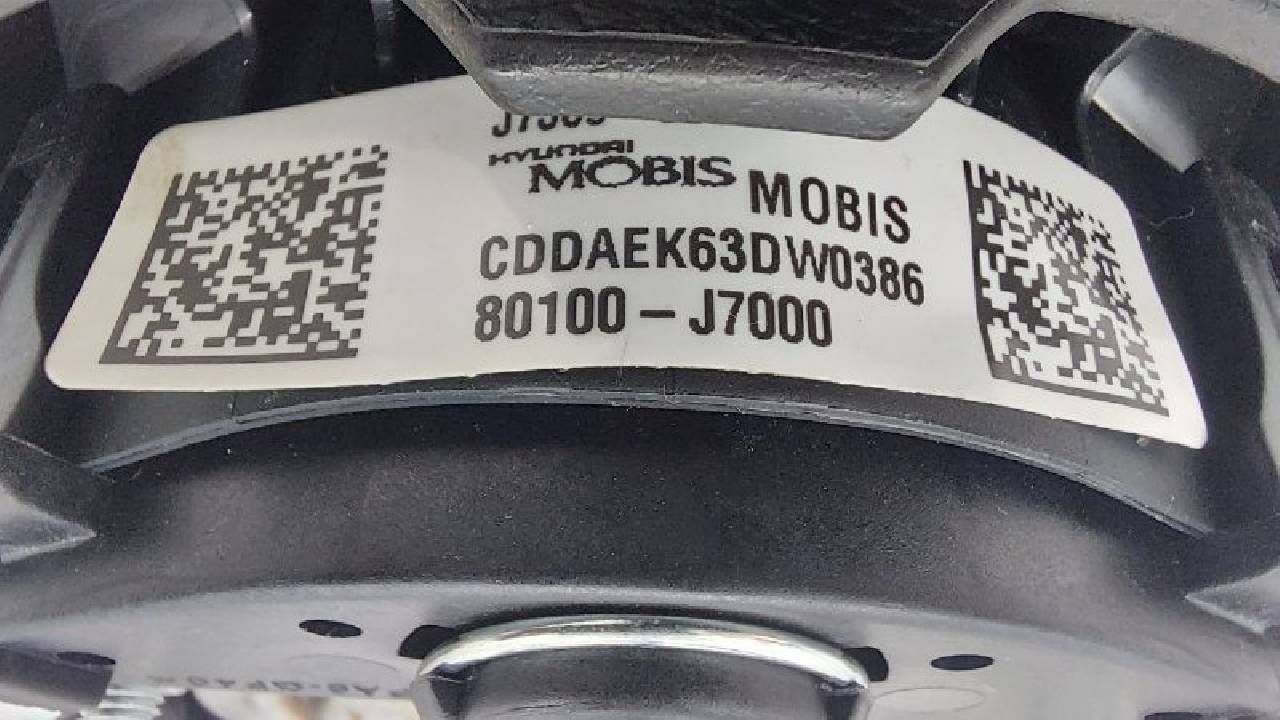 HYUNDAI
MOBIS MOBIS
CDDAEK63DW0386
80100-J7000